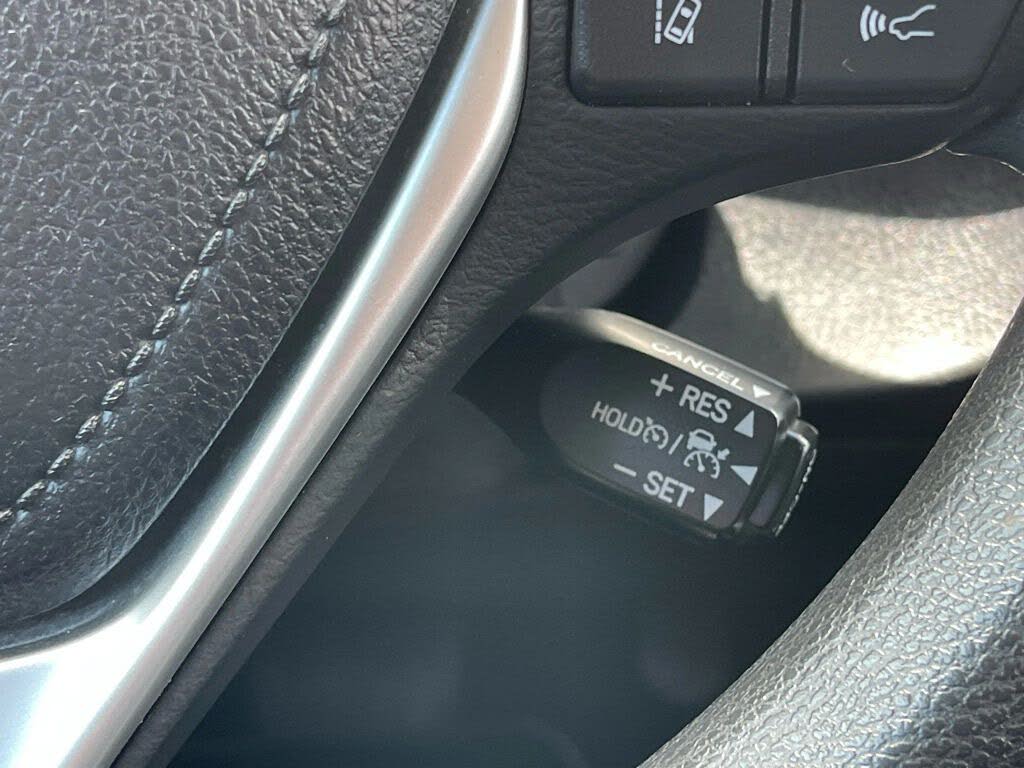 CANCEL
+ RES
HOLD /
− SET